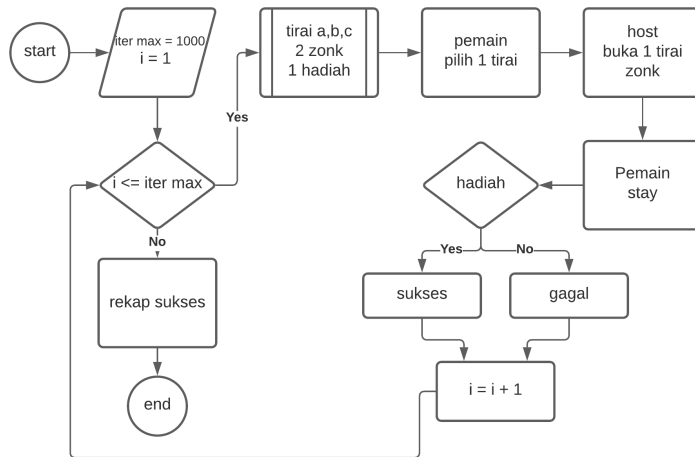 start
iter max = 1000
i = 1
tirai a,b,c
2 zonk
1 hadiah
pemain
pilih 1 tirai
host
buka 1 tirai
zonk
Yes
i <= iter max
hadiah
Pemain
stay
No
Yes
No
rekap sukses
sukses
gagal
end
i = i + 1